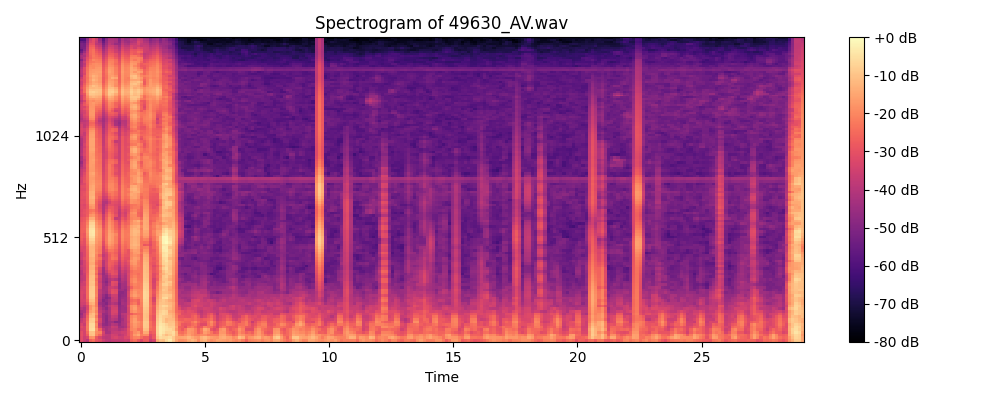 Spectrogram of 49630_AV.wav
+0 dB
-10 dB
-20 dB
-30 dB
-40 dB
-50 dB
-60 dB
-70 dB
-80 dB
Hz
1024
512
0
0 5 10 15 20 25
Time